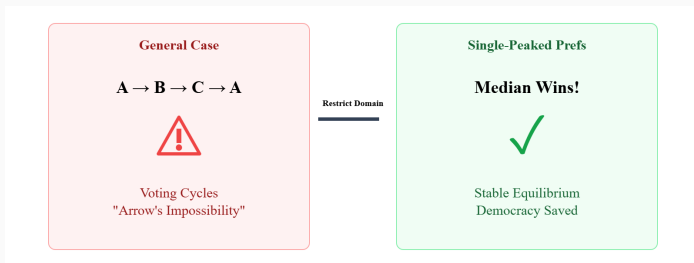 General Case
A → B → C → A
Voting Cycles
"Arrow's Impossibility"
Restrict Domain
Single-Peaked Prefs
Median Wins!
Stable Equilibrium
Democracy Saved